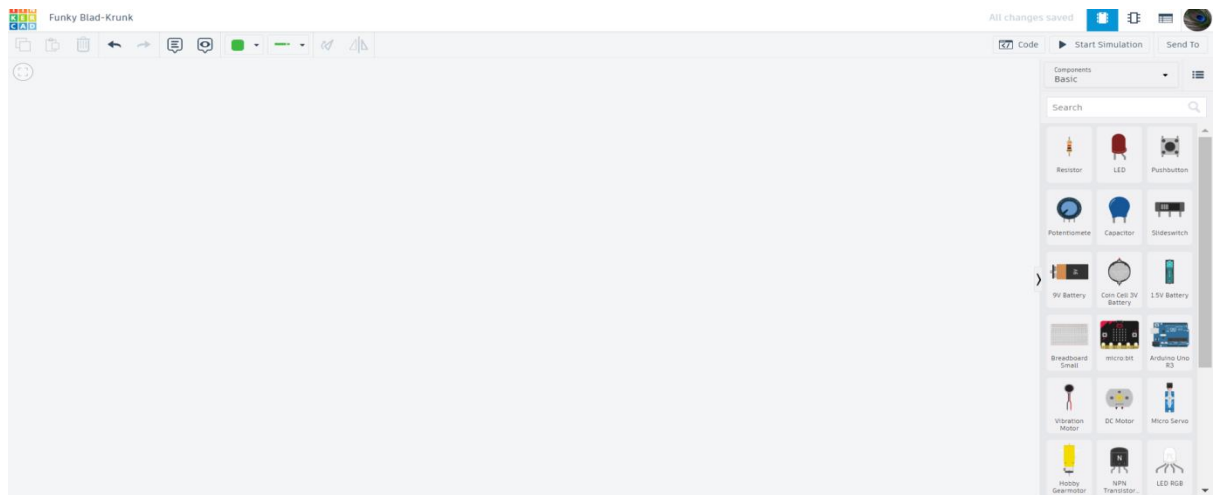 TIN
KER
CAD
Funky Blad-Krunk
All changes saved
Code
Start Simulation
Send To
Components
Basic
Search
Resistor
LED
Pushbutton
Potentiomete
Capacitor
Slideswitch
9V Battery
Coin Cell 3V
Battery
1.5V Battery
Breadboard
Small
micro:bit
Arduino Uno
R3
Vibration
Motor
DC Motor
Micro Servo
Hobby
Gearmotor
NPN
Transistor...
LED RGB